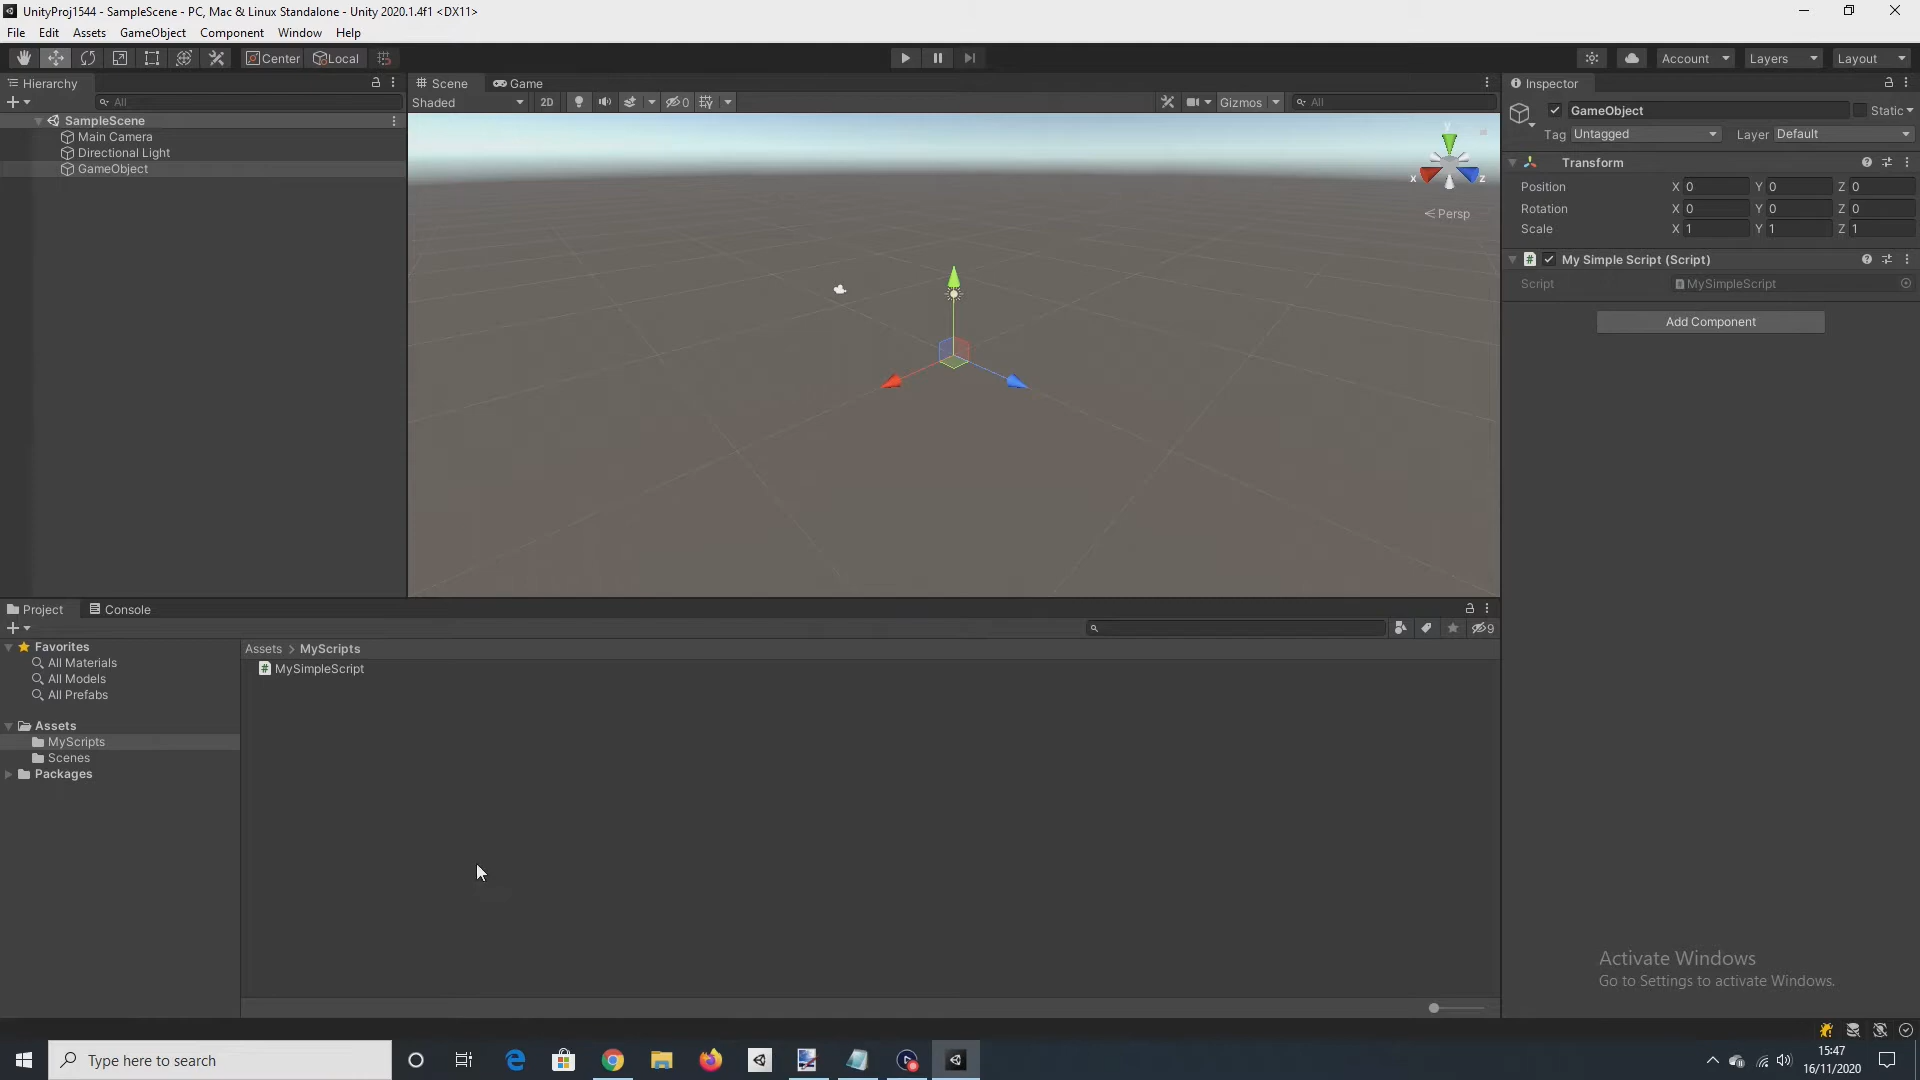 UnityProj1544 - SampleScene - PC, Mac & Linux Standalone - Unity 2020.1.4f1 <DX11>
File Edit Assets GameObject Component Window Help
Center Local Account Layers Layout
Hierarchy
All
SampleScene
Main Camera
Directional Light
GameObject
Scene Game
Shaded 2D 0 Gizmos All
y
x z
Persp
Inspector
GameObject Static
Tag Untagged Layer Default
Transform
Position X 0 Y 0 Z 0
Rotation X 0 Y 0 Z 0
Scale X 1 Y 1 Z 1
# My Simple Script (Script)
Script MySimpleScript
Add Component
Project Console
9
Favorites
All Materials
All Models
All Prefabs
Assets
MyScripts
Scenes
Packages
Assets > MyScripts
# MySimpleScript
Activate Windows
Go to Settings to activate Windows.
Type here to search
15:47
16/11/2020